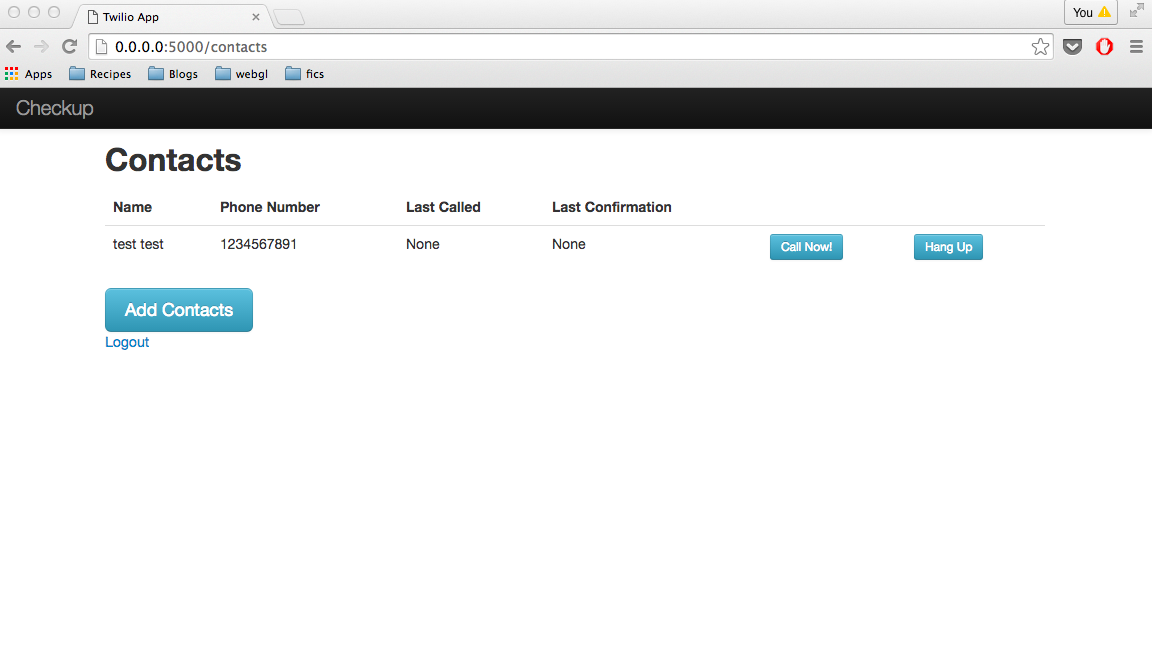 Twilio App
You
0.0.0.0:5000/contacts
Apps Recipes Blogs webgl fics
Checkup
Contacts
Name Phone Number Last Called Last Confirmation
test test 1234567891 None None Call Now! Hang Up
Add Contacts
Logout